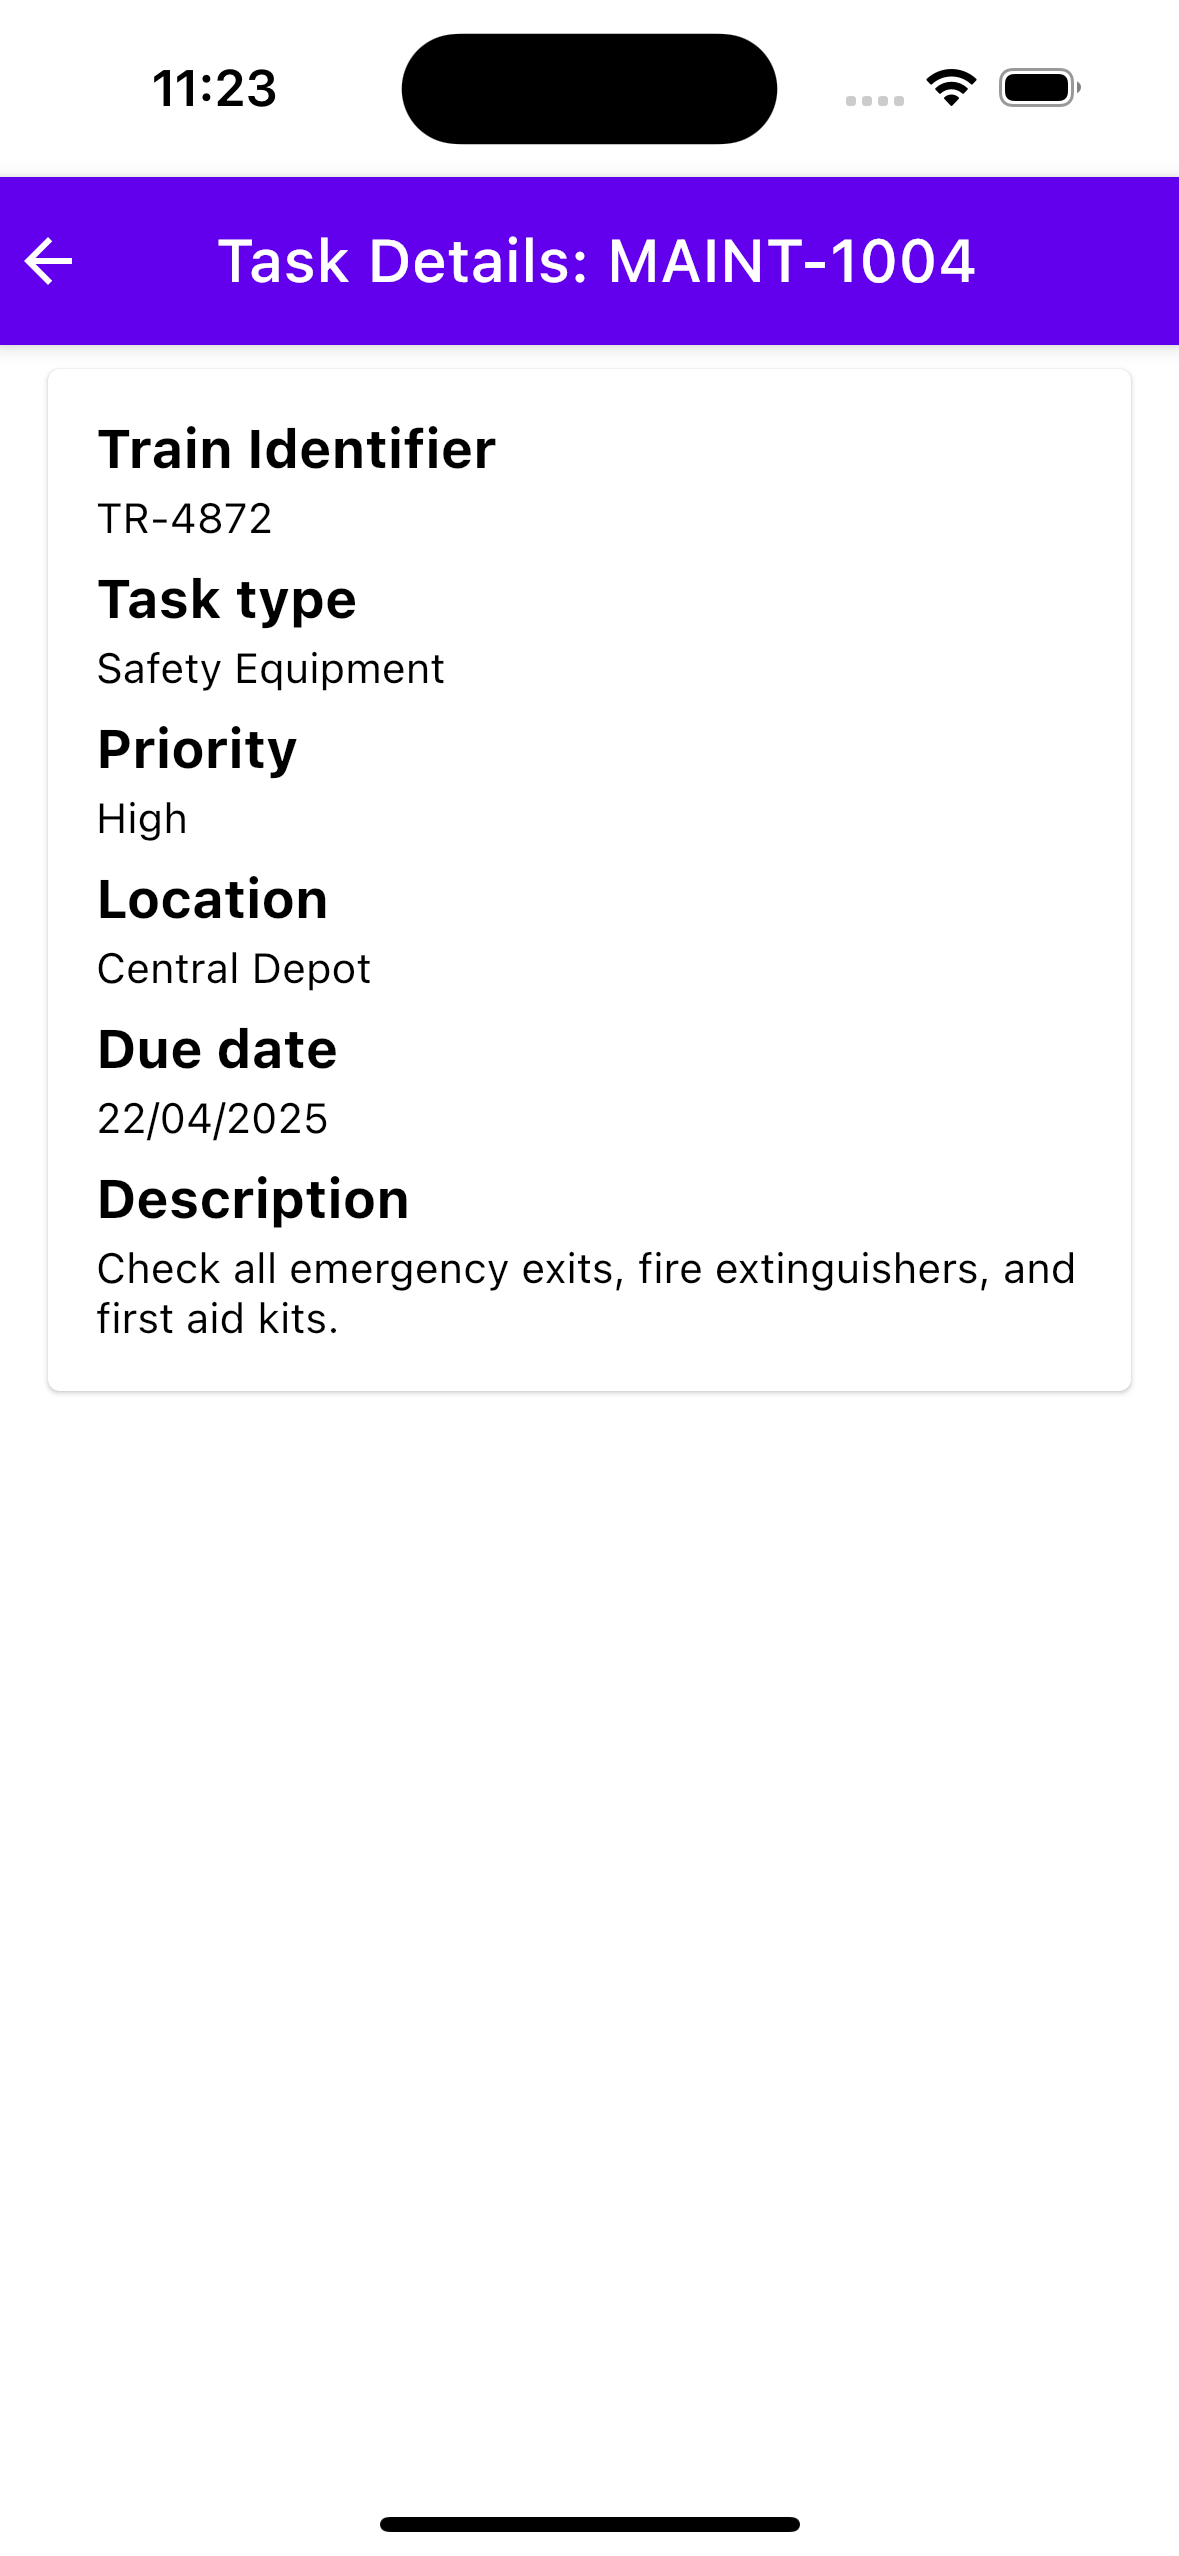 11:23
Task Details: MAINT-1004
Train Identifier
TR-4872
Task type
Safety Equipment
Priority
High
Location
Central Depot
Due date
22/04/2025
Description
Check all emergency exits, fire extinguishers, and
first aid kits.